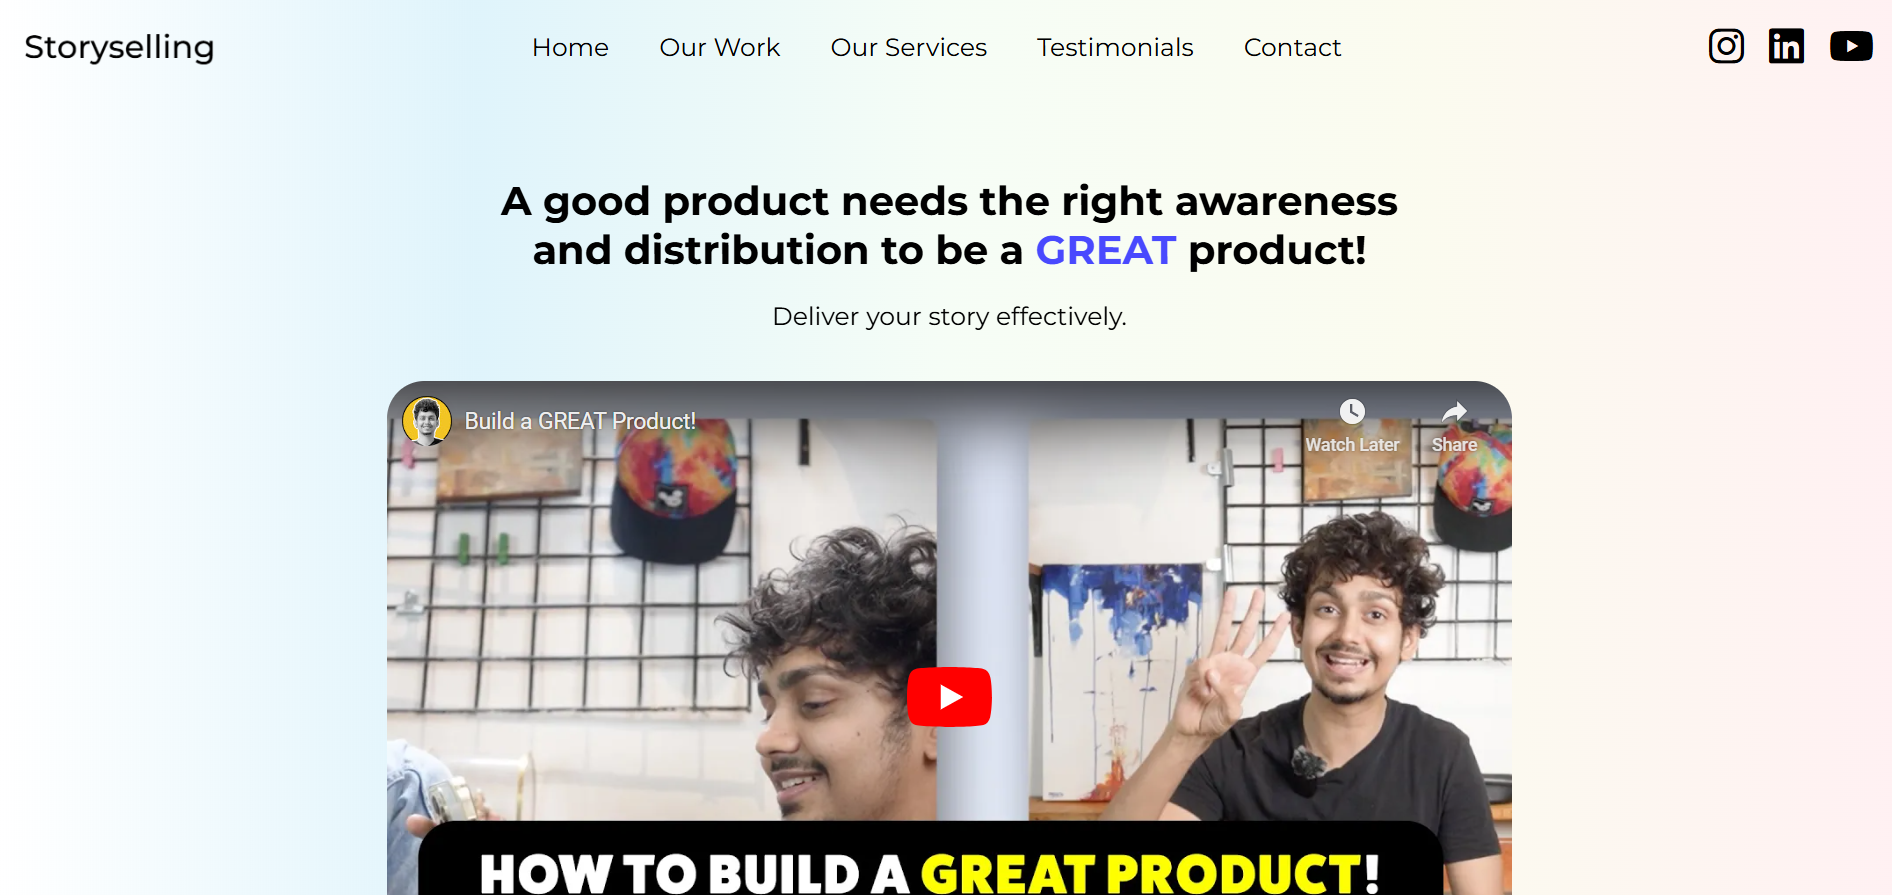 Storyselling
Home Our Work Our Services Testimonials Contact
A good product needs the right awareness
and distribution to be a GREAT product!
Deliver your story effectively.
Build a GREAT Product!
Watch Later Share
HOW TO BUILD A GREAT PRODUCT!